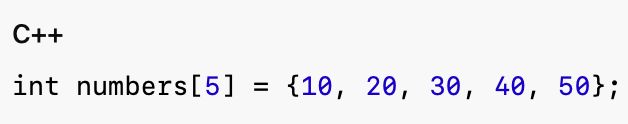 C++
int numbers[5] = {10, 20, 30, 40, 50};